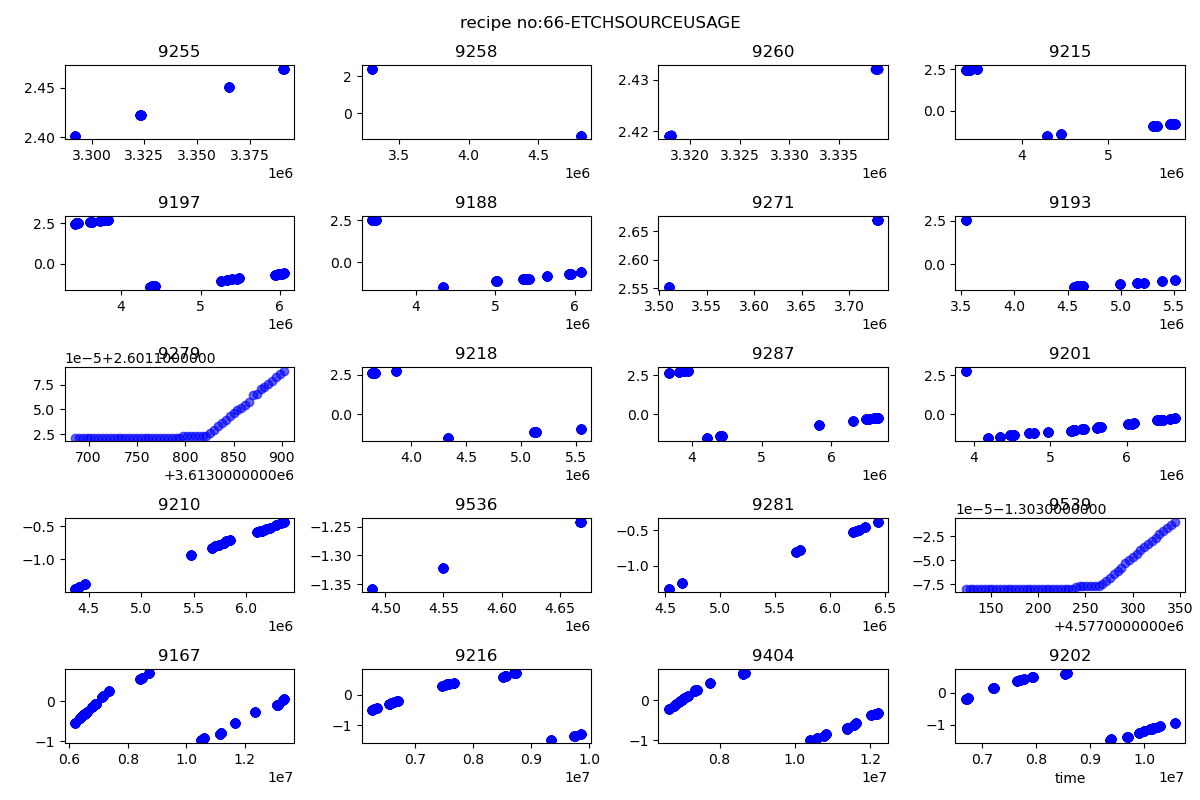 recipe no:66-ETCHSOURCEUSAGE
9255 9258 9260 9215
2.45 2.40
3.300 3.325 3.350 3.375
1e6
2 0
3.5 4.0 4.5
1e6
2.43 2.42
3.320 3.325 3.330 3.335
1e6
2.5 0.0
4 5
1e6
9197 9188 9271 9193
2.5 0.0
4 5 6
1e6
2.5 0.0
4 5 6
1e6
2.65 2.60 2.55
3.50 3.55 3.60 3.65 3.70
1e6
2.5 0.0
3.5 4.0 4.5 5.0 5.5
1e6
9279 9218 9287 9201
1e-5+2.6011000000
7.5 5.0 2.5
700 750 800 850 900
+3.6130000000e6
2.5 0.0
4.0 4.5 5.0 5.5
1e6
2.5 0.0
4 5 6
1e6
2.5 0.0
4 5 6
1e6
9210 9536 9281 9539
−0.5 −1.0
4.5 5.0 5.5 6.0
1e6
−1.25 −1.30 −1.35
4.50 4.55 4.60 4.65
1e6
−0.5 −1.0
4.5 5.0 5.5 6.0 6.5
1e6
1e-5−1.3030000000
−2.5 −5.0 −7.5
150 200 250 300 350
+4.5770000000e6
9167 9216 9404 9202
0 −1
0.6 0.8 1.0 1.2
1e7
0 −1
0.7 0.8 0.9 1.0
1e7
0 −1
0.8 1.0 1.2
1e7
0 −1
0.7 0.8 0.9 1.0
time
1e7